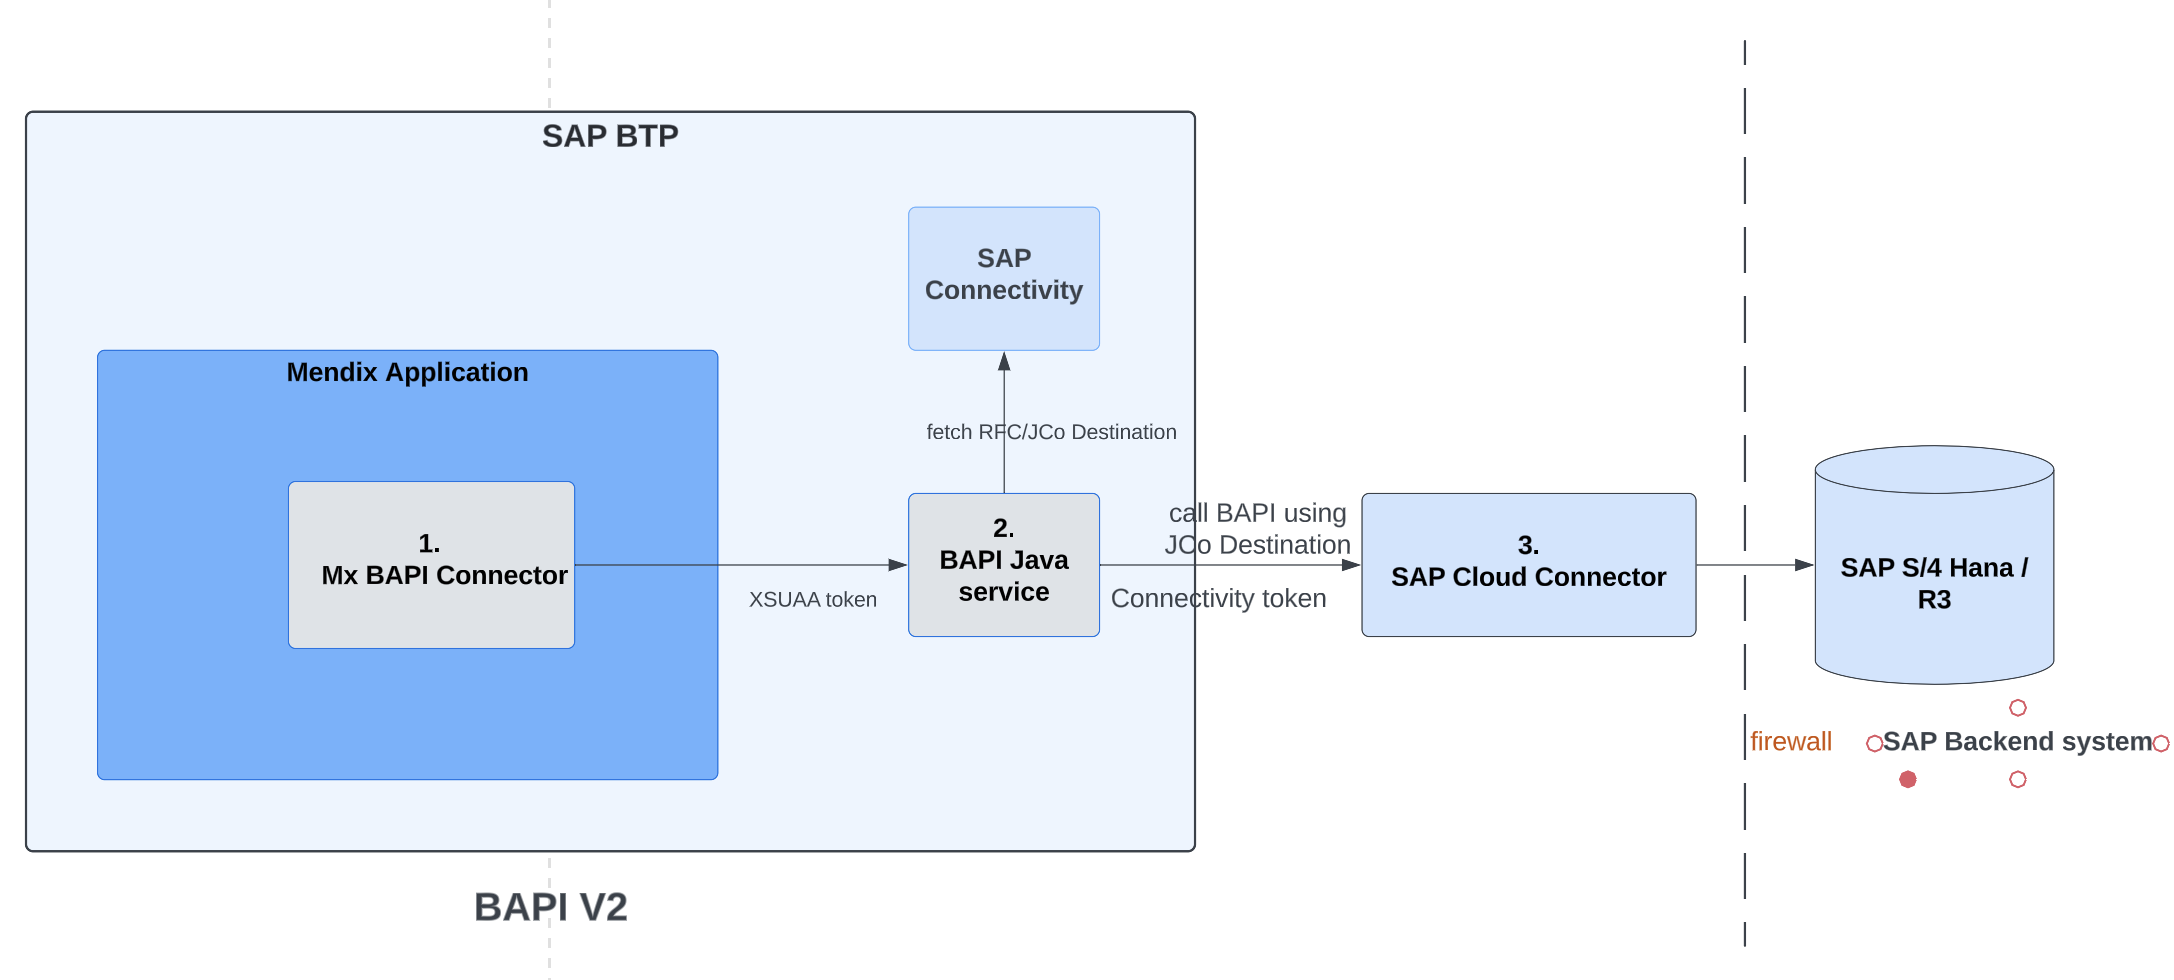 SAP BTP
SAP
Connectivity
Mendix Application
fetch RFC/JCo Destination
1.
Mx BAPI Connector
XSUAA token
2.
BAPI Java
service
call BAPI using
JCo Destination
Connectivity token
3.
SAP Cloud Connector
SAP S/4 Hana /
R3
firewall
SAP Backend system
BAPI V2